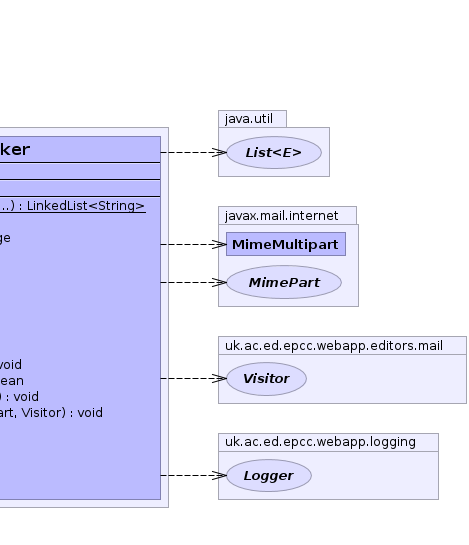 java.util
ker
List<E>
..) : LinkedList<String>
javax.mail.internet
ge
MimeMultipart
MimePart
uk.ac.ed.epcc.webapp.editors.mail
void
ean
Visitor
) : void
art, Visitor) : void
uk.ac.ed.epcc.webapp.logging
Logger